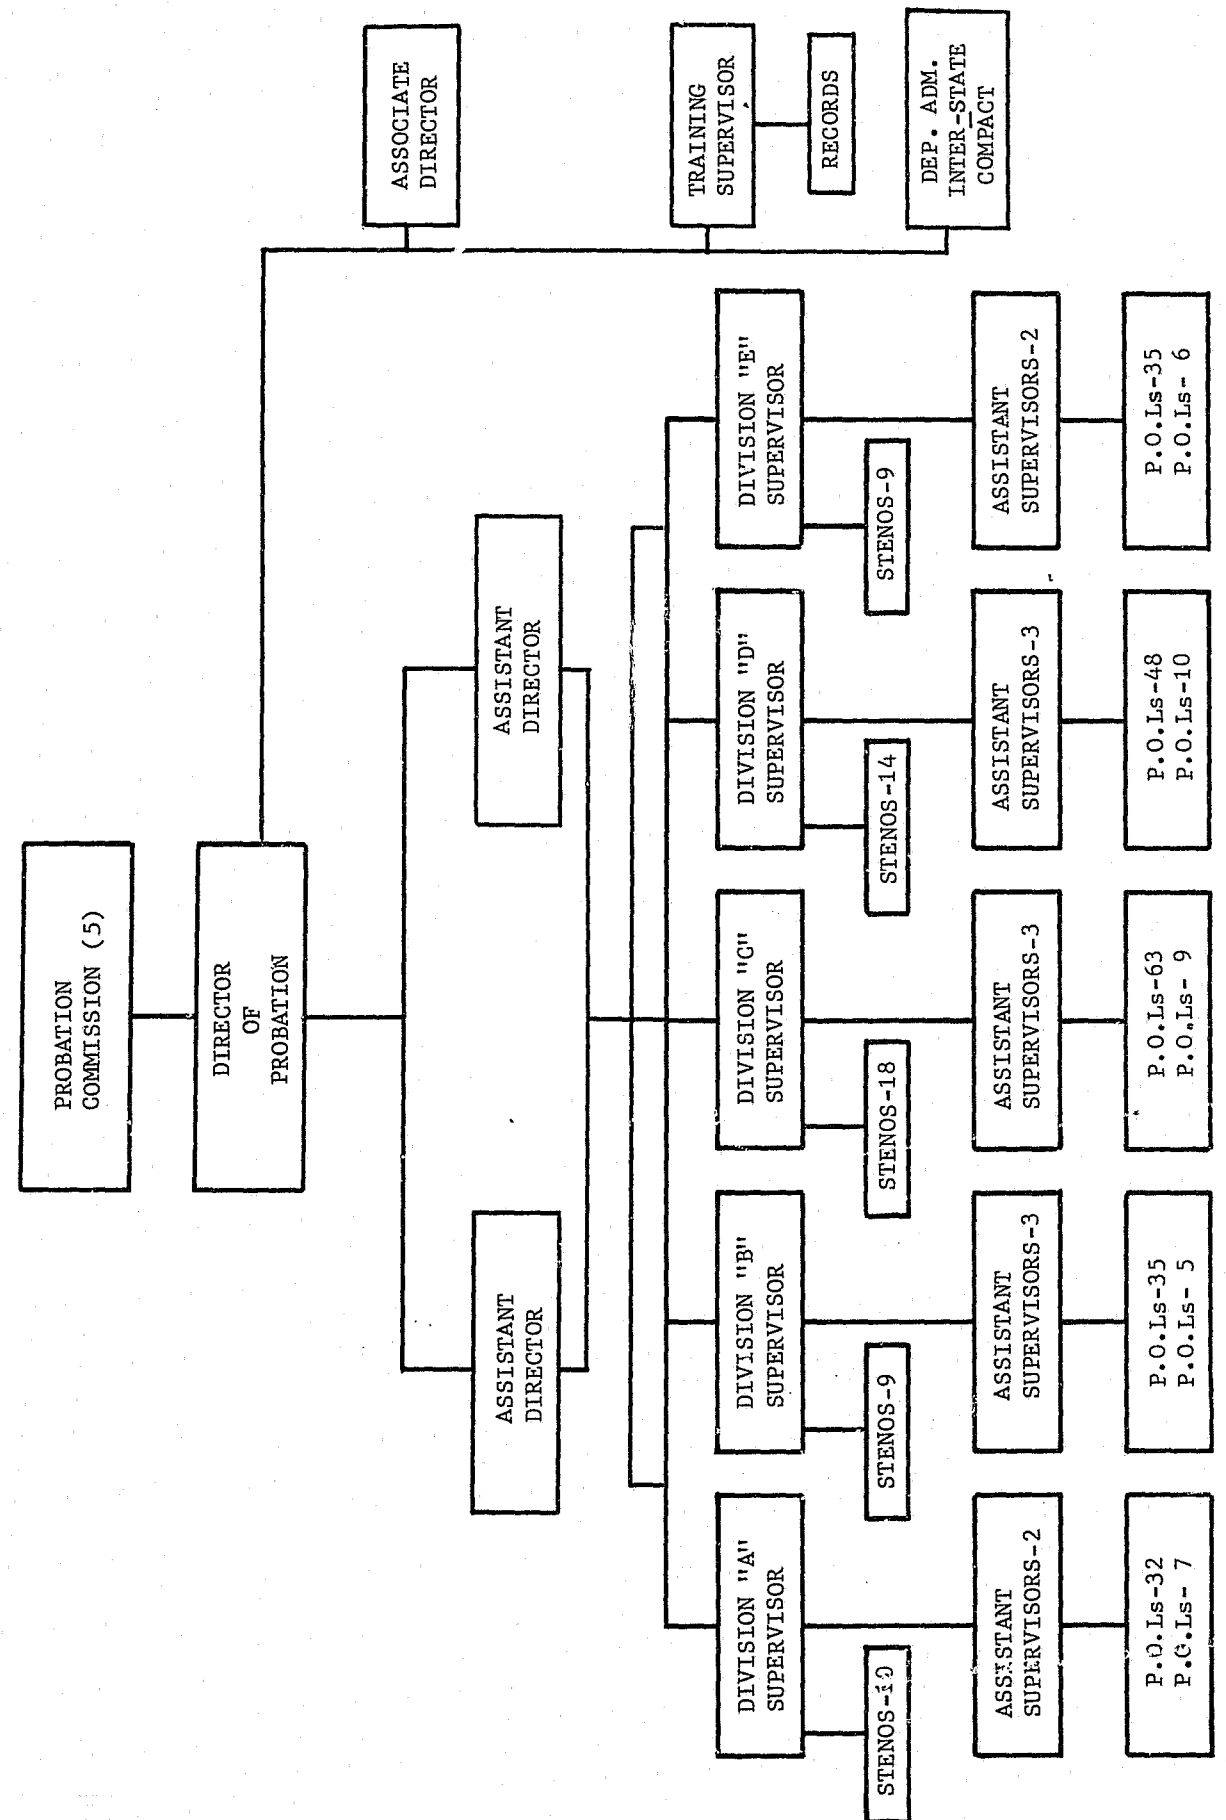 PROBATION
COMMISSION (5)
DIRECTOR
OF
PROBATION
ASSOCIATE
DIRECTOR
ASSISTANT
DIRECTOR
ASSISTANT
DIRECTOR
TRAINING
SUPERVISOR
RECORDS
DEP. ADM.
INTER-STATE
COMPACT
DIVISION "A"
SUPERVISOR
DIVISION "B"
SUPERVISOR
DIVISION "C"
SUPERVISOR
DIVISION "D"
SUPERVISOR
DIVISION "E"
SUPERVISOR
STENOS-10
STENOS-9
STENOS-18
STENOS-14
STENOS-9
ASSISTANT
SUPERVISORS-2
ASSISTANT
SUPERVISORS-3
ASSISTANT
SUPERVISORS-3
ASSISTANT
SUPERVISORS-3
ASSISTANT
SUPERVISORS-2
P.O.Ls-32
P.O.Ls- 7
P.O.Ls-35
P.O.Ls- 5
P.O.Ls-63
P.O.Ls- 9
P.O.Ls-48
P.O.Ls-10
P.O.Ls-35
P.O.Ls- 6